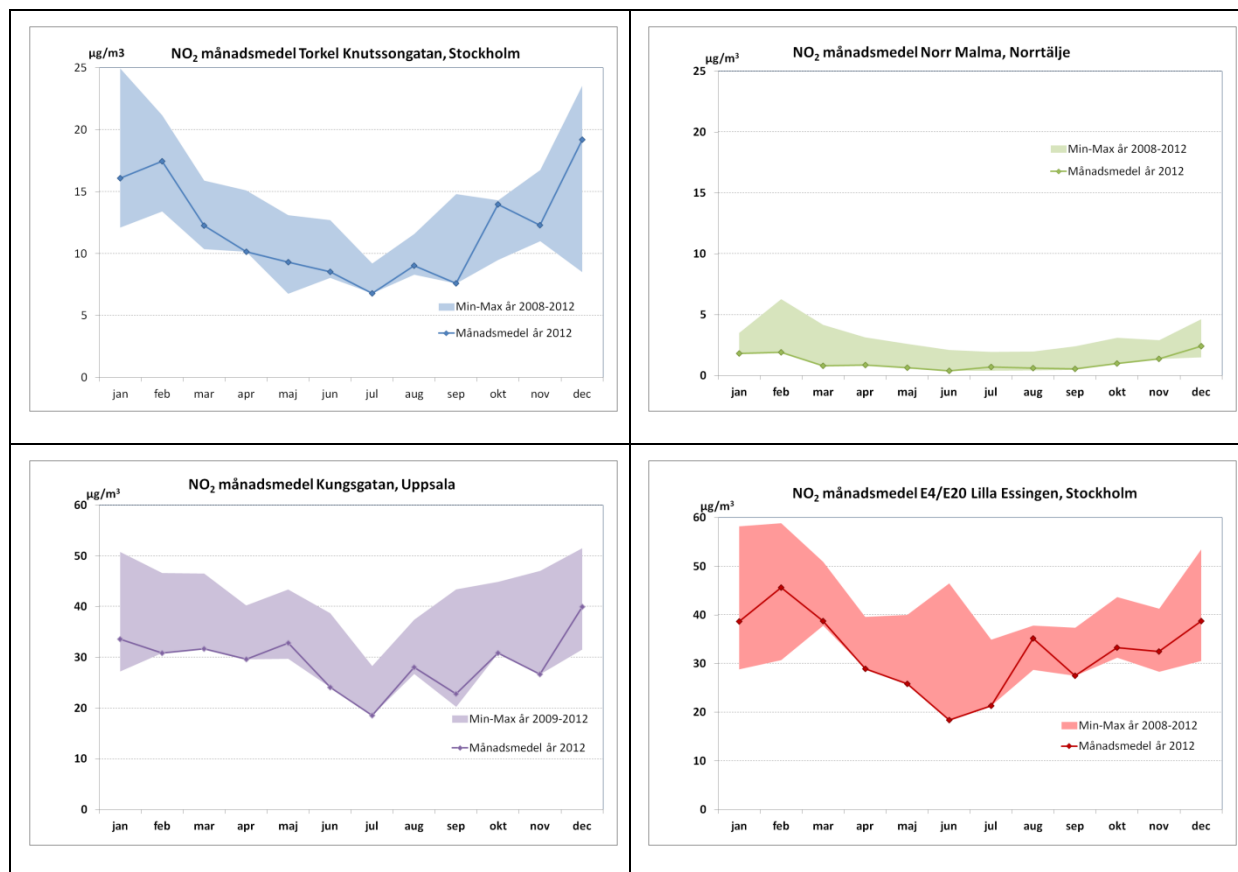 µg/m3
NO₂ månadsmedel Torkel Knutssongatan, Stockholm
25
20
15
10
5
0
Min-Max år 2008-2012
Månadsmedel år 2012
jan feb mar apr maj jun jul aug sep okt nov dec
µg/m³
NO₂ månadsmedel Norr Malma, Norrtälje
25
20
15
10
5
0
Min-Max år 2008-2012
Månadsmedel år 2012
jan feb mar apr maj jun jul aug sep okt nov dec
µg/m³
NO₂ månadsmedel Kungsgatan, Uppsala
60
50
40
30
20
10
0
Min-Max år 2009-2012
Månadsmedel år 2012
jan feb mar apr maj jun jul aug sep okt nov dec
µg/m³
NO₂ månadsmedel E4/E20 Lilla Essingen, Stockholm
60
50
40
30
20
10
0
Min-Max år 2008-2012
Månadsmedel år 2012
jan feb mar apr maj jun jul aug sep okt nov dec